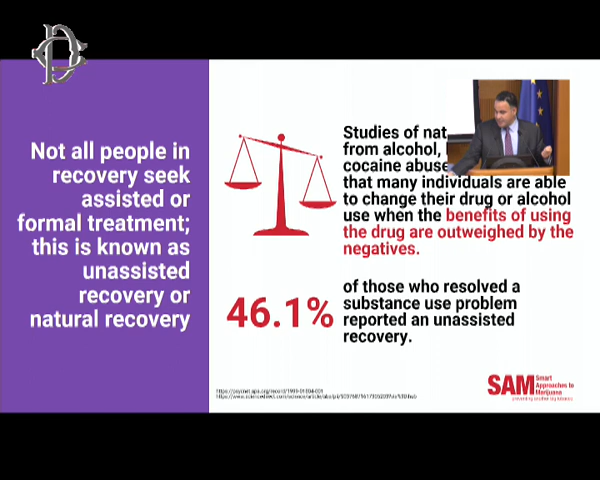 Not all people in
recovery seek
assisted or
formal treatment;
this is known as
unassisted
recovery or
natural recovery
Studies of nat
from alcohol,
cocaine abuse
that many individuals are able
to change their drug or alcohol
use when the benefits of using
the drug are outweighed by the
negatives.
46.1%
of those who resolved a
substance use problem
reported an unassisted
recovery.
SAM
Smart
Approaches to
Marijuana